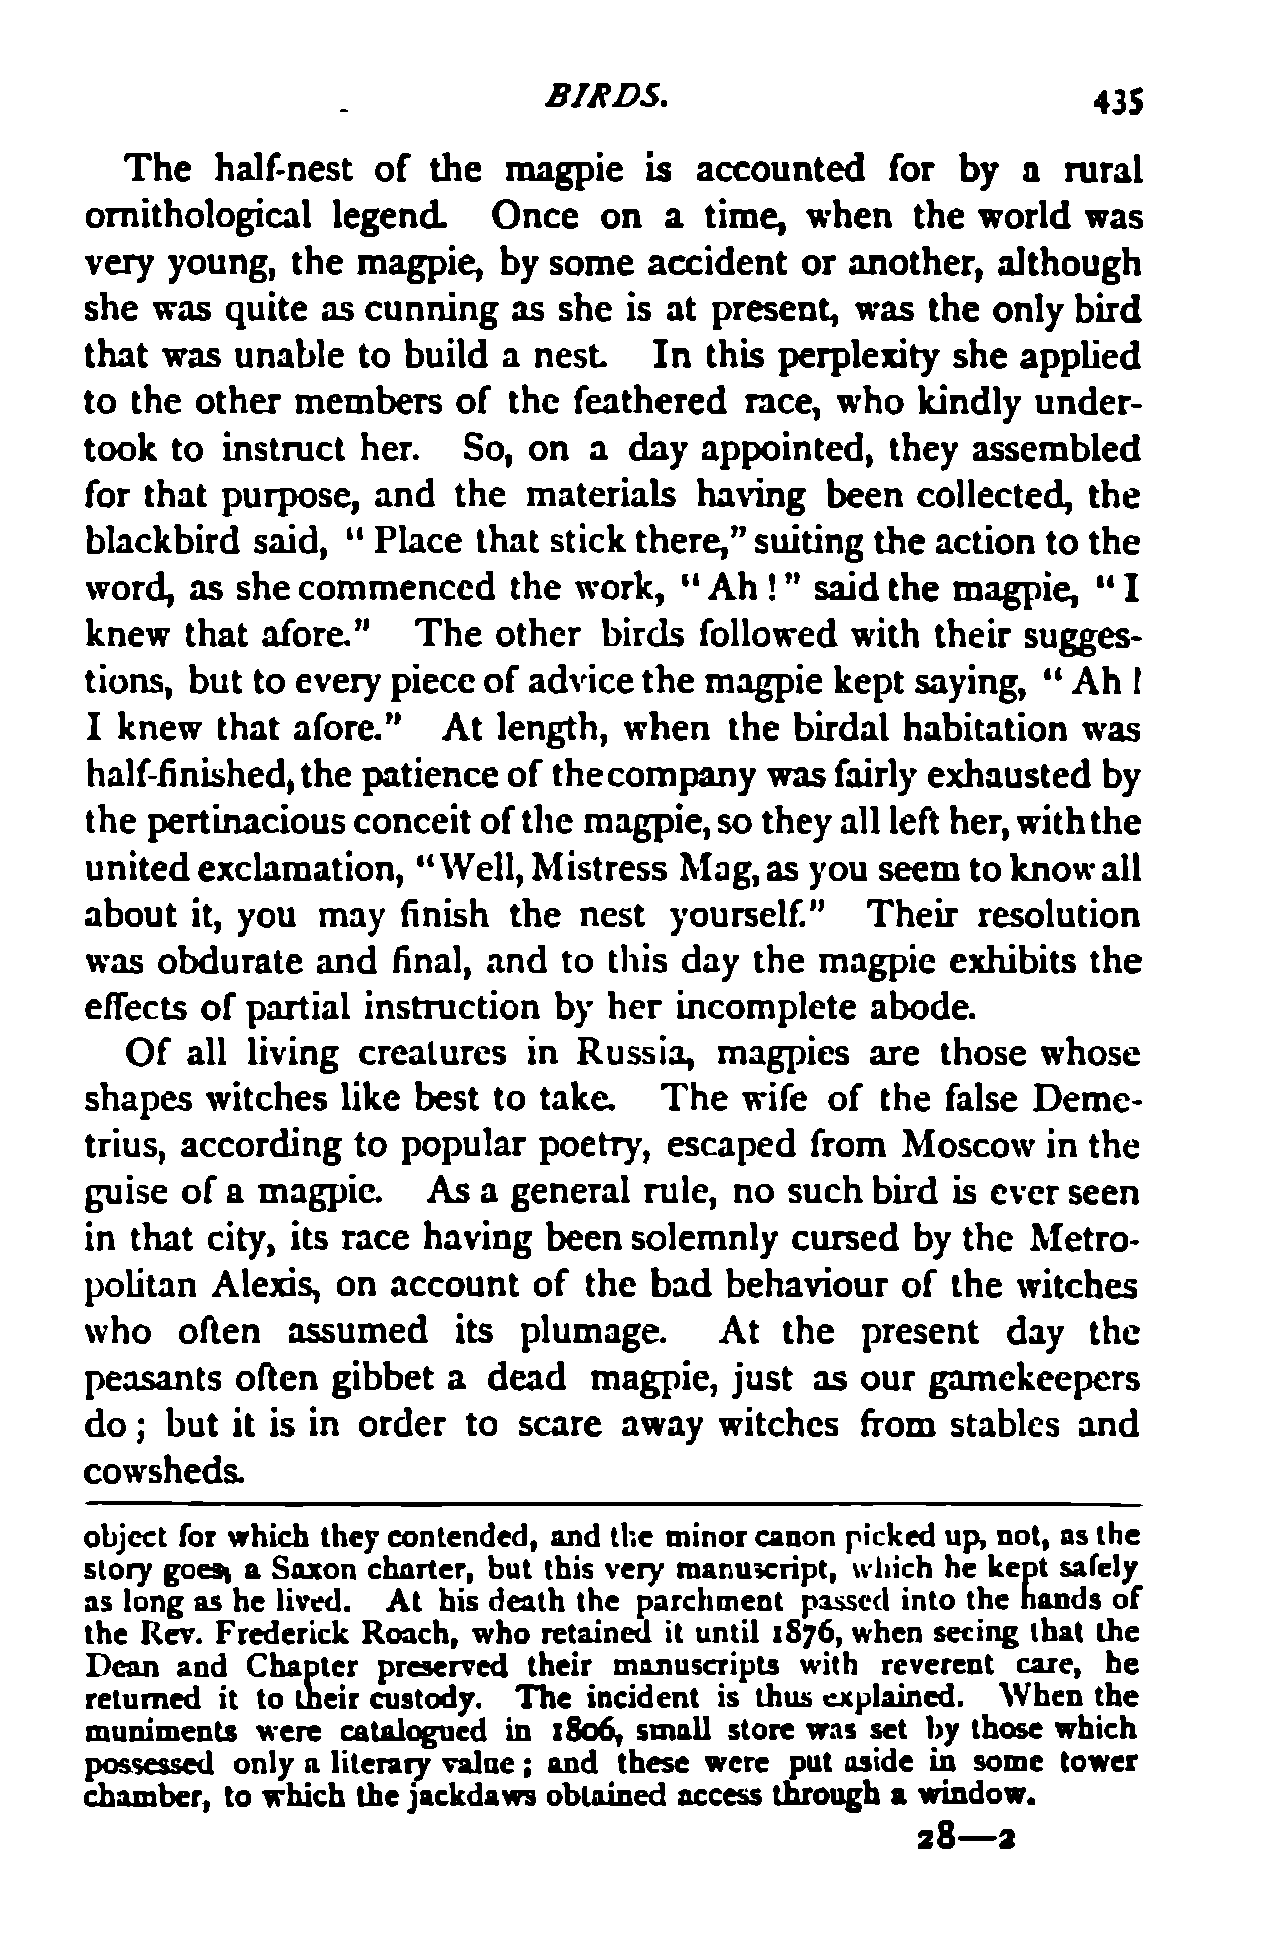 BIRDS. 435
The half-nest of the magpie is accounted for by a rural
ornithological legend. Once on a time, when the world was
very young, the magpie, by some accident or another, although
she was quite as cunning as she is at present, was the only bird
that was unable to build a nest. In this perplexity she applied
to the other members of the feathered race, who kindly under-
took to instruct her. So, on a day appointed, they assembled
for that purpose, and the materials having been collected, the
blackbird said, "Place that stick there," suiting the action to the
word, as she commenced the work, "Ah!" said the magpie, "I
knew that afore." The other birds followed with their sugges-
tions, but to every piece of advice the magpie kept saying, "Ah!
I knew that afore." At length, when the birdal habitation was
half-finished, the patience of the company was fairly exhausted by
the pertinacious conceit of the magpie, so they all left her, with the
united exclamation, "Well, Mistress Mag, as you seem to know all
about it, you may finish the nest yourself." Their resolution
was obdurate and final, and to this day the magpie exhibits the
effects of partial instruction by her incomplete abode.
Of all living creatures in Russia, magpies are those whose
shapes witches like best to take. The wife of the false Deme-
trius, according to popular poetry, escaped from Moscow in the
guise of a magpie. As a general rule, no such bird is ever seen
in that city, its race having been solemnly cursed by the Metro-
politan Alexis, on account of the bad behaviour of the witches
who often assumed its plumage. At the present day the
peasants often gibbet a dead magpie, just as our gamekeepers
do; but it is in order to scare away witches from stables and
cowsheds.
object for which they contended, and the minor canon picked up, not, as the
story goes, a Saxon charter, but this very manuscript, which he kept safely
as long as he lived. At his death the parchment passed into the hands of
the Rev. Frederick Roach, who retained it until 1876, when seeing that the
Dean and Chapter preserved their manuscripts with reverent care, he
returned it to their custody. The incident is thus explained. When the
muniments were catalogued in 1806, small store was set by those which
possessed only a literary value; and these were put aside in some tower
chamber, to which the jackdaws obtained access through a window.
28—2